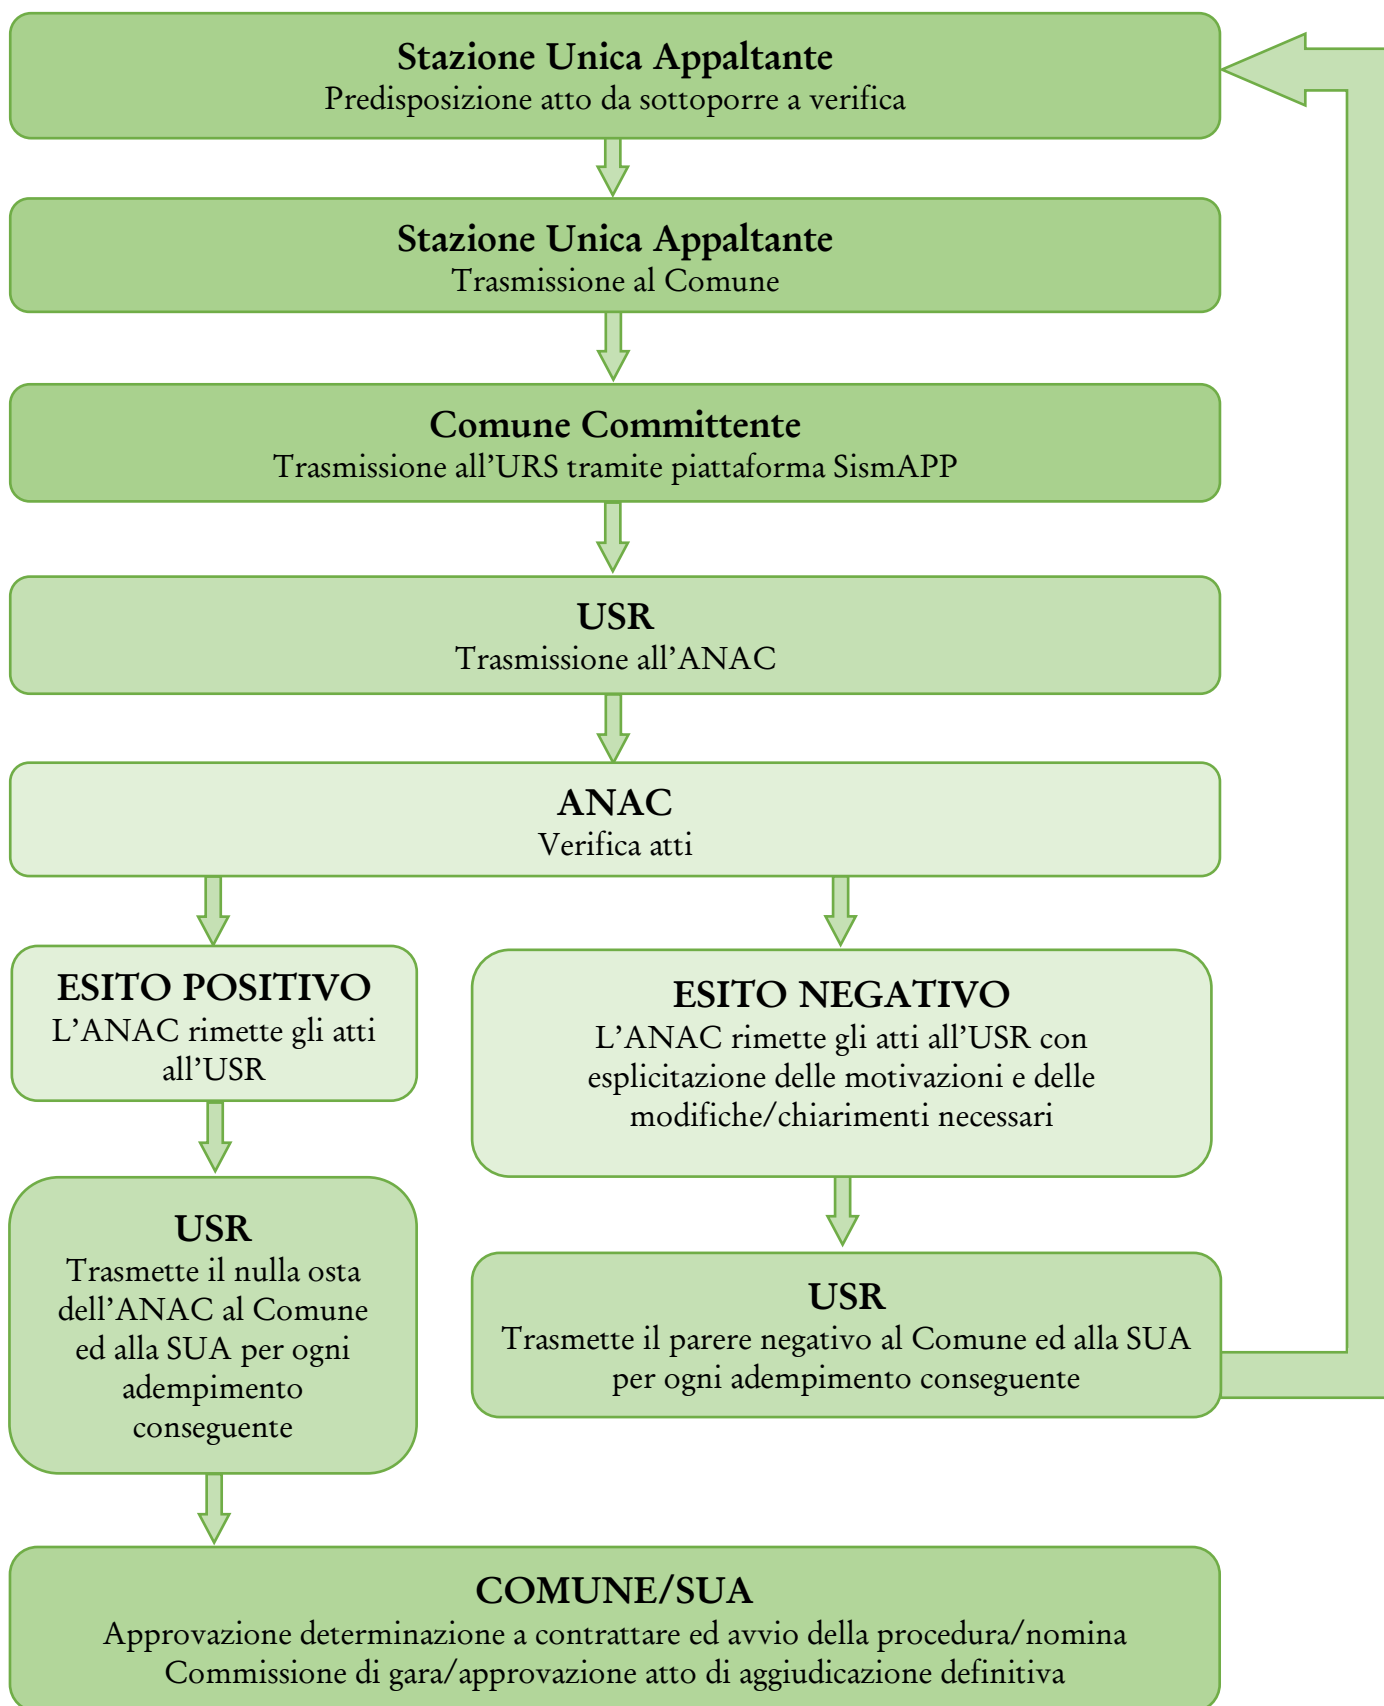 Stazione Unica Appaltante
Predisposizione atto da sottoporre a verifica
Stazione Unica Appaltante
Trasmissione al Comune
Comune Committente
Trasmissione all’URS tramite piattaforma SismAPP
USR
Trasmissione all’ANAC
ANAC
Verifica atti
ESITO POSITIVO
L’ANAC rimette gli atti
all’USR
ESITO NEGATIVO
L’ANAC rimette gli atti all’USR con
esplicitazione delle motivazioni e delle
modifiche/chiarimenti necessari
USR
Trasmette il nulla osta
dell’ANAC al Comune
ed alla SUA per ogni
adempimento
conseguente
USR
Trasmette il parere negativo al Comune ed alla SUA
per ogni adempimento conseguente
COMUNE/SUA
Approvazione determinazione a contrattare ed avvio della procedura/nomina
Commissione di gara/approvazione atto di aggiudicazione definitiva